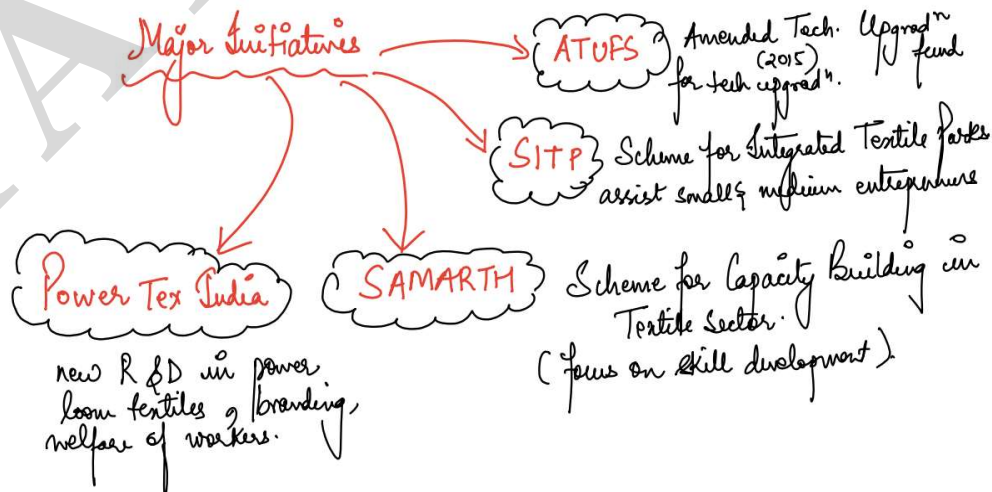 Major Initiatives
ATUFS
Amended Tech. Upgradⁿ fund
(2015)
for tech upgradⁿ.
SITP
Scheme for Integrated Textile Parks
assist small & medium entrepreneurs
Power Tex India
new R & D in power
loom textiles, branding,
welfare of workers.
SAMARTH
Scheme for Capacity Building in
Textile Sector.
(focus on skill development).